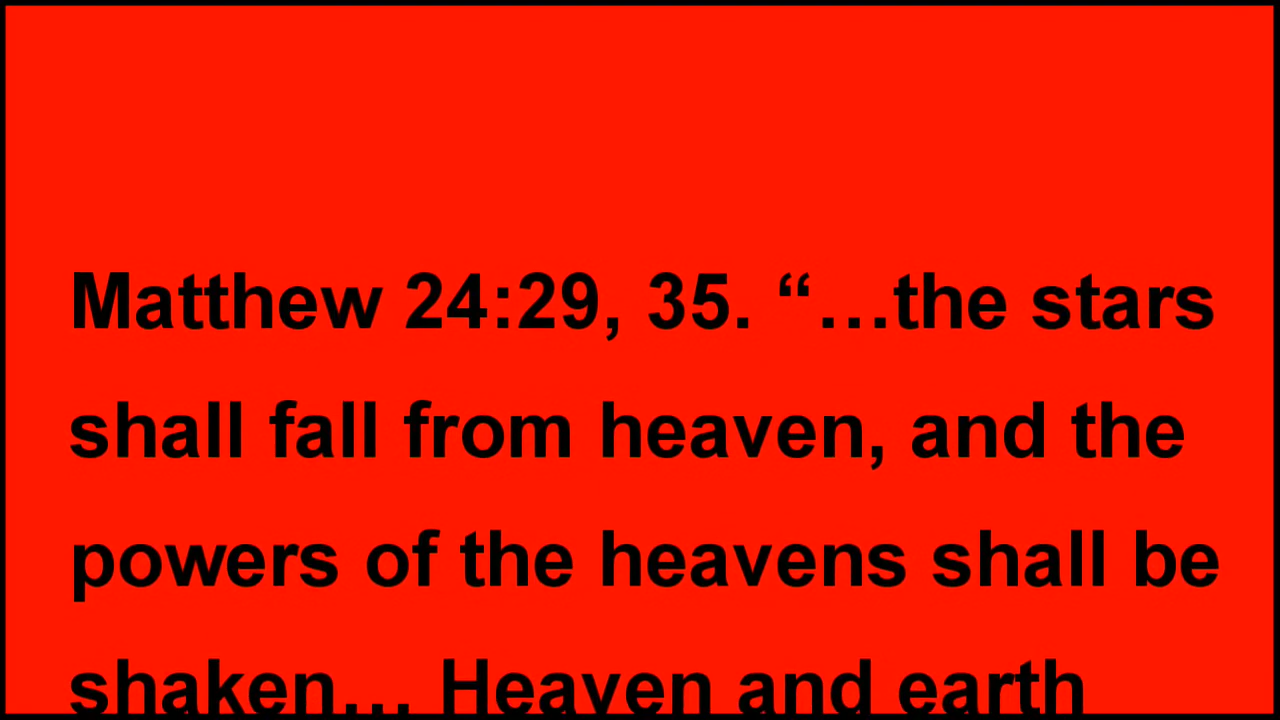 Matthew 24:29, 35. “…the stars
shall fall from heaven, and the
powers of the heavens shall be
shaken… Heaven and earth